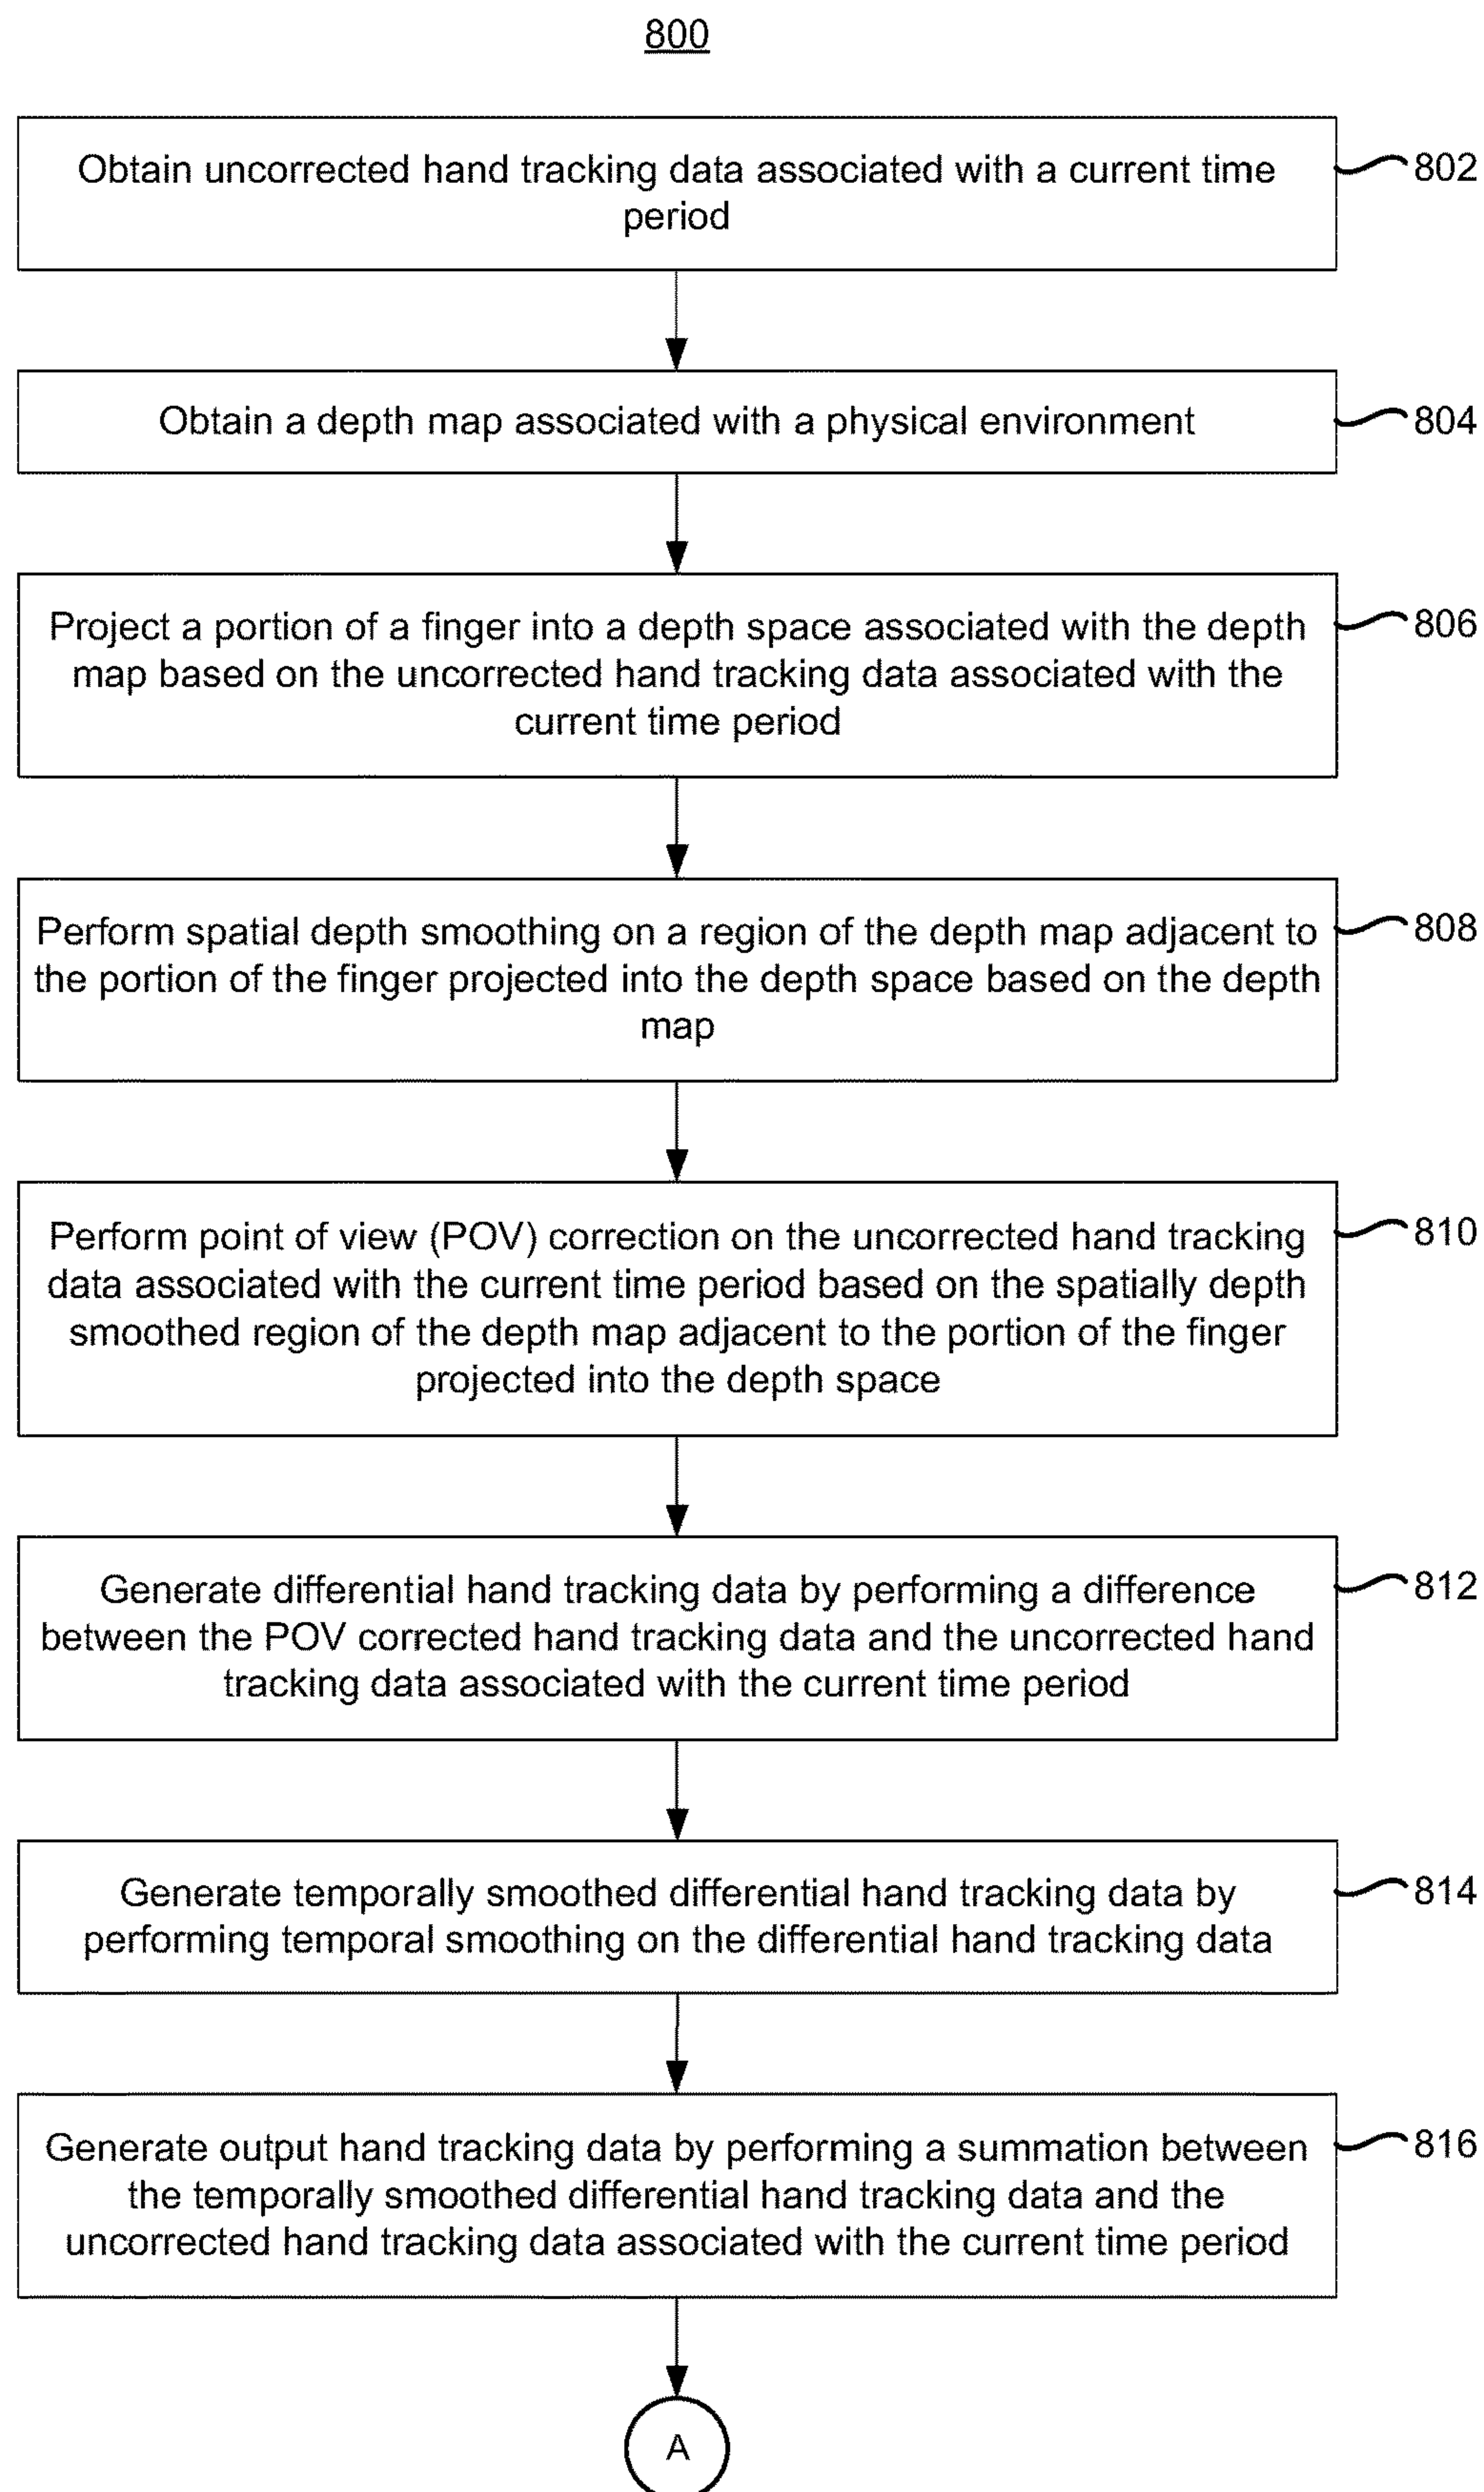 800
Obtain uncorrected hand tracking data associated with a current time
period
802
Obtain a depth map associated with a physical environment
804
Project a portion of a finger into a depth space associated with the depth
map based on the uncorrected hand tracking data associated with the
current time period
806
Perform spatial depth smoothing on a region of the depth map adjacent to
the portion of the finger projected into the depth space based on the depth
map
808
Perform point of view (POV) correction on the uncorrected hand tracking
data associated with the current time period based on the spatially depth
smoothed region of the depth map adjacent to the portion of the finger
projected into the depth space
810
Generate differential hand tracking data by performing a difference
between the POV corrected hand tracking data and the uncorrected hand
tracking data associated with the current time period
812
Generate temporally smoothed differential hand tracking data by
performing temporal smoothing on the differential hand tracking data
814
Generate output hand tracking data by performing a summation between
the temporally smoothed differential hand tracking data and the
uncorrected hand tracking data associated with the current time period
816
A